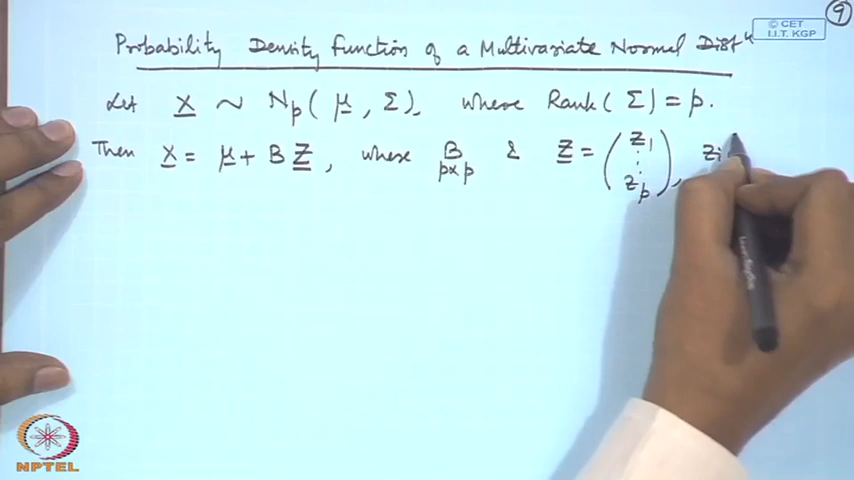 9
© CET
I.I.T. KGP
Probability Density Function of a Multivariate Normal Distⁿ
Let X ~ Np( μ , Σ), where Rank( Σ ) = p.
Then X = μ + B Z , where B p×p & Z = ( Z1 ⋮ Zp ), Zi
NPTEL